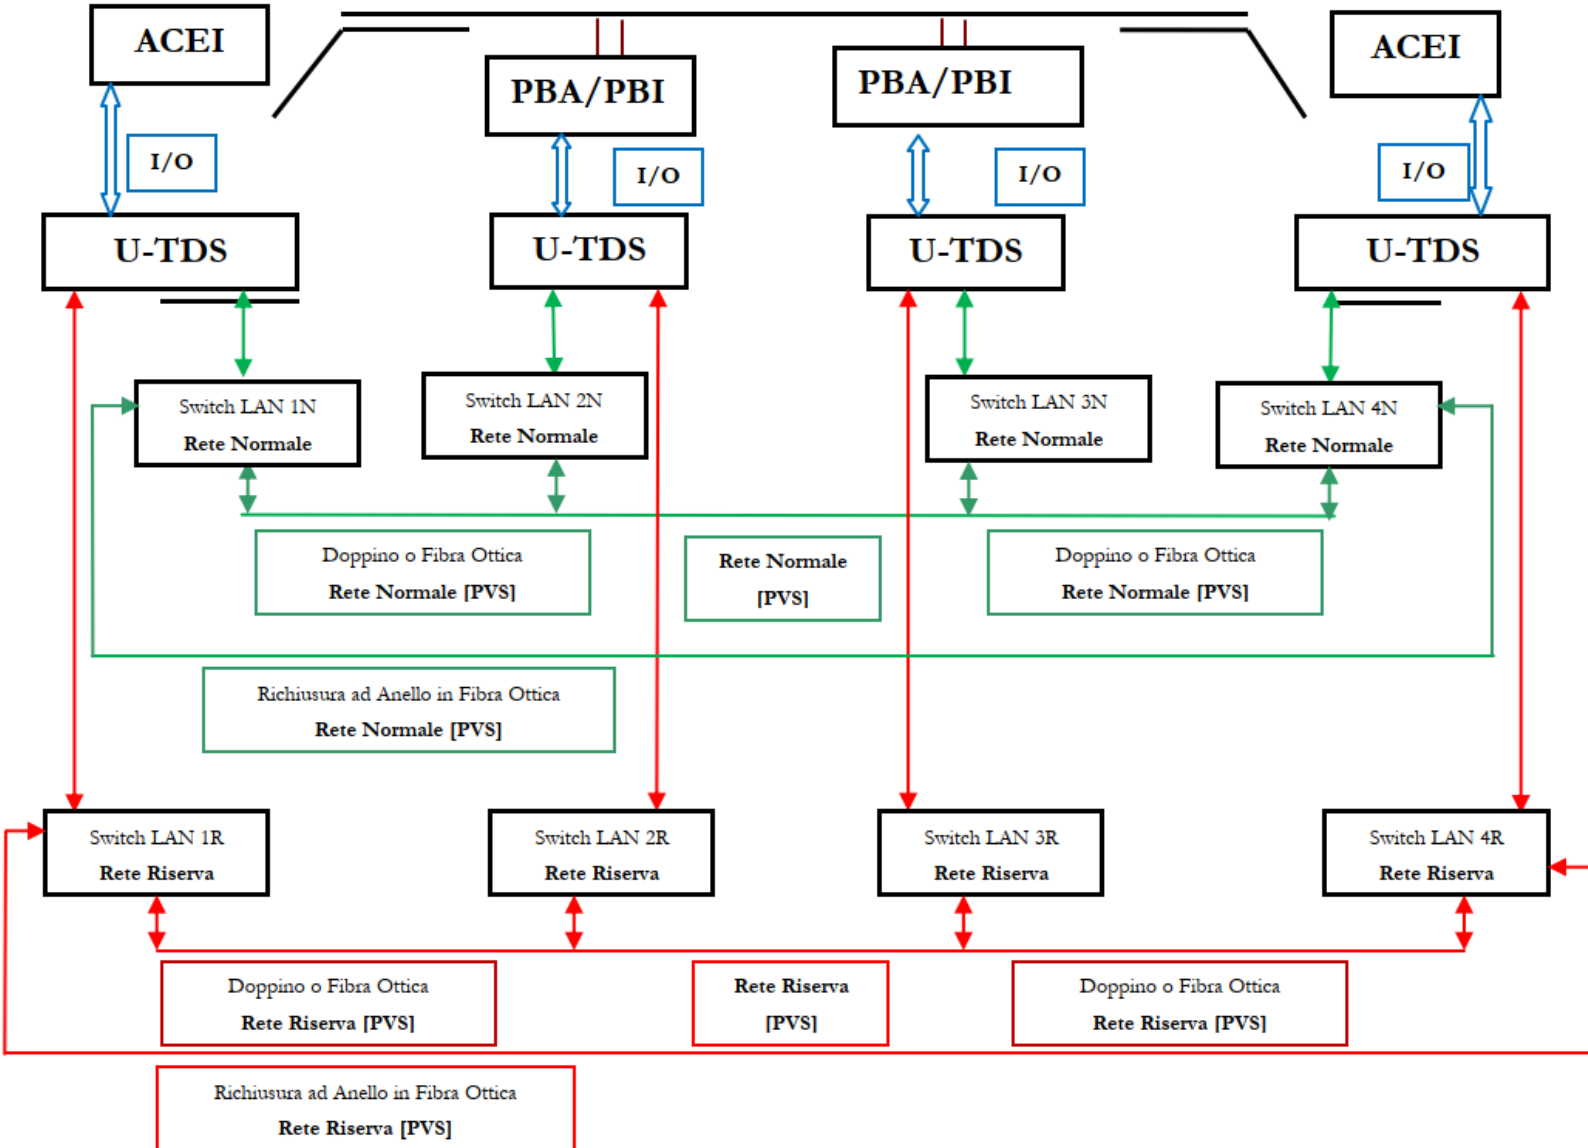 ACEI
PBA/PBI
PBA/PBI
ACEI
I/O
I/O
I/O
I/O
U-TDS
U-TDS
U-TDS
U-TDS
Switch LAN 1N
Rete Normale
Switch LAN 2N
Rete Normale
Switch LAN 3N
Rete Normale
Switch LAN 4N
Rete Normale
Doppino o Fibra Ottica
Rete Normale [PVS]
Rete Normale
[PVS]
Doppino o Fibra Ottica
Rete Normale [PVS]
Richiusura ad Anello in Fibra Ottica
Rete Normale [PVS]
Switch LAN 1R
Rete Riserva
Switch LAN 2R
Rete Riserva
Switch LAN 3R
Rete Riserva
Switch LAN 4R
Rete Riserva
Doppino o Fibra Ottica
Rete Riserva [PVS]
Rete Riserva
[PVS]
Doppino o Fibra Ottica
Rete Riserva [PVS]
Richiusura ad Anello in Fibra Ottica
Rete Riserva [PVS]